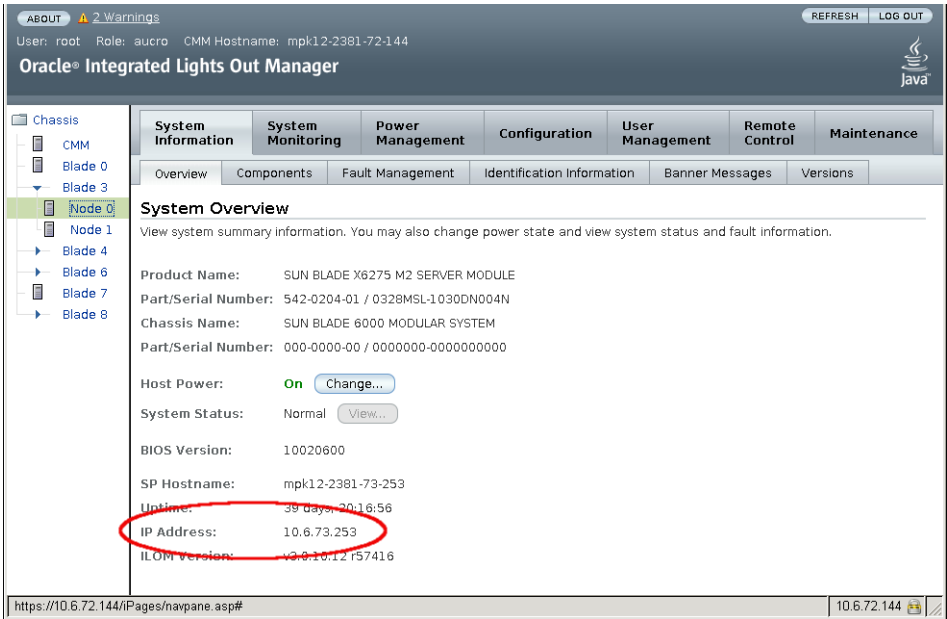 ABOUT 2 Warnings REFRESH LOG OUT
User: root Role: aucro CMM Hostname: mpk12-2381-72-144
Oracle® Integrated Lights Out Manager
Java™
Chassis
CMM
Blade 0
Blade 3
Node 0
Node 1
Blade 4
Blade 6
Blade 7
Blade 8
System Information System Monitoring Power Management Configuration User Management Remote Control Maintenance
Overview Components Fault Management Identification Information Banner Messages Versions
System Overview
View system summary information. You may also change power state and view system status and fault information.
Product Name: SUN BLADE X6275 M2 SERVER MODULE
Part/Serial Number: 542-0204-01 / 0328MSL-1030DN004N
Chassis Name: SUN BLADE 6000 MODULAR SYSTEM
Part/Serial Number: 000-0000-00 / 0000000-0000000000
Host Power: On Change...
System Status: Normal View...
BIOS Version: 10020600
SP Hostname: mpk12-2381-73-253
Uptime: 39 days, 20:16:56
IP Address: 10.6.73.253
ILOM Version: v3.0.10.12 r57416
https://10.6.72.144/iPages/navpane.asp# 10.6.72.144